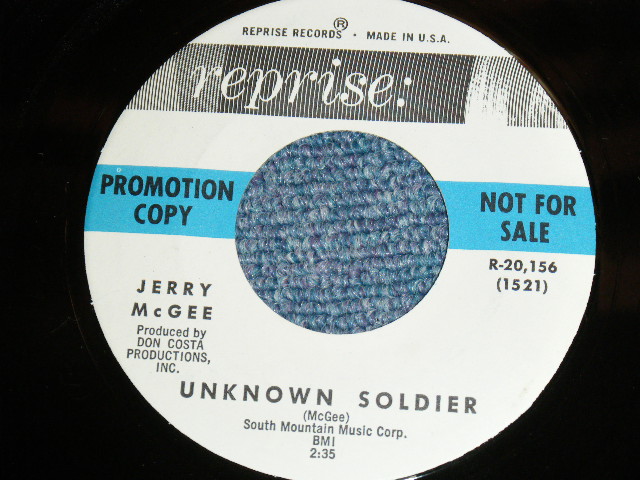 REPRISE RECORDS ® • MADE IN U.S.A.
reprise:
PROMOTION
COPY
NOT FOR
SALE
R-20,156
(1521)
JERRY
McGEE
Produced by
DON COSTA
PRODUCTIONS,
INC.
UNKNOWN SOLDIER
(McGee)
South Mountain Music Corp.
BMI
2:35